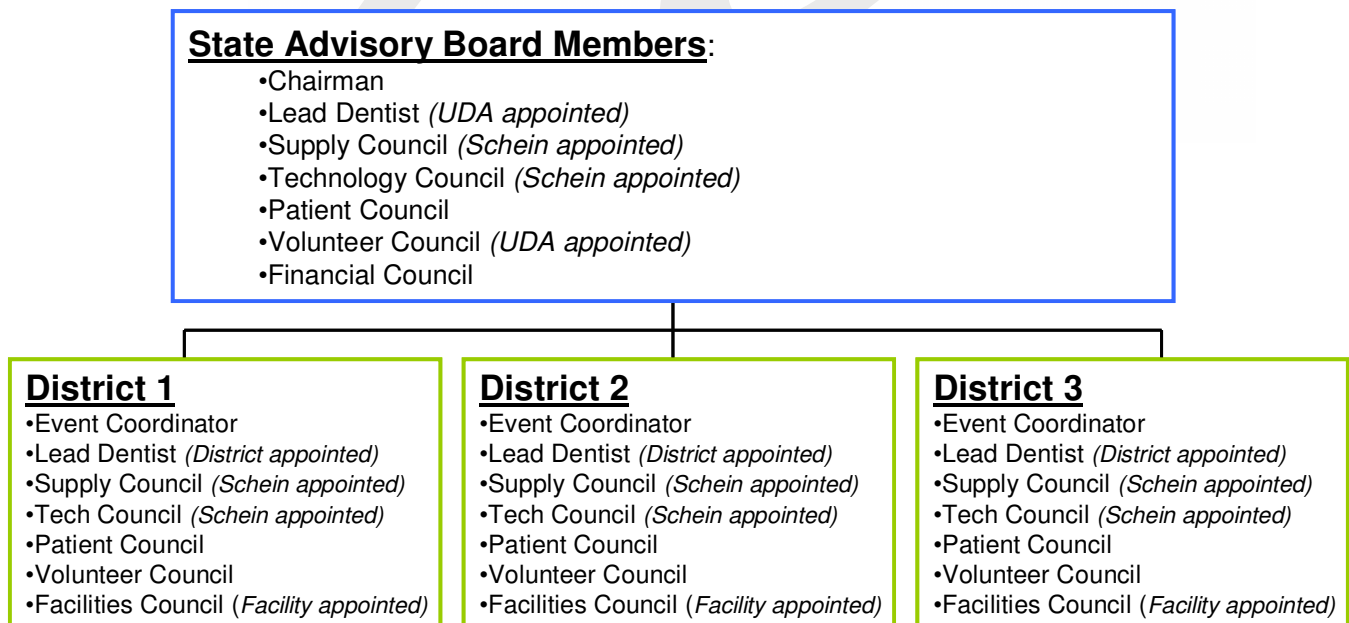 State Advisory Board Members:
•Chairman
•Lead Dentist (UDA appointed)
•Supply Council (Schein appointed)
•Technology Council (Schein appointed)
•Patient Council
•Volunteer Council (UDA appointed)
•Financial Council
District 1
•Event Coordinator
•Lead Dentist (District appointed)
•Supply Council (Schein appointed)
•Tech Council (Schein appointed)
•Patient Council
•Volunteer Council
•Facilities Council (Facility appointed)
District 2
•Event Coordinator
•Lead Dentist (District appointed)
•Supply Council (Schein appointed)
•Tech Council (Schein appointed)
•Patient Council
•Volunteer Council
•Facilities Council (Facility appointed)
District 3
•Event Coordinator
•Lead Dentist (District appointed)
•Supply Council (Schein appointed)
•Tech Council (Schein appointed)
•Patient Council
•Volunteer Council
•Facilities Council (Facility appointed)